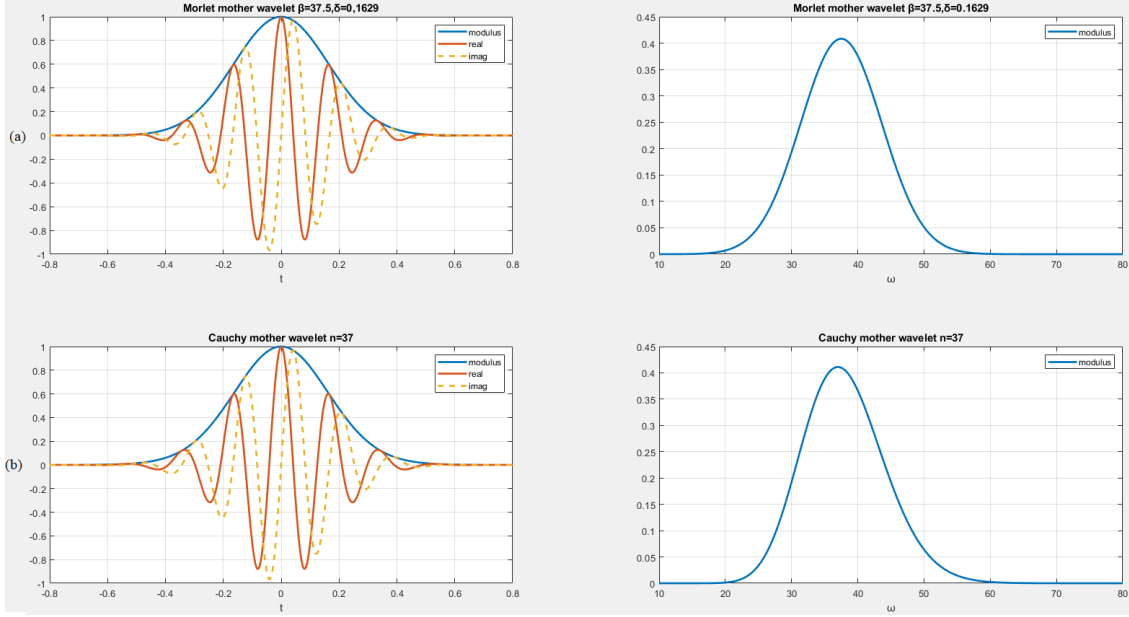 Morlet mother wavelet β=37.5,δ=0,1629
1
0.8
0.6
0.4
0.2
0
-0.2
-0.4
-0.6
-0.8
-1
-0.8 -0.6 -0.4 -0.2 0 0.2 0.4 0.6 0.8
t
modulus
real
imag
(a)
Morlet mother wavelet β=37.5,δ=0.1629
0.45
0.4
0.35
0.3
0.25
0.2
0.15
0.1
0.05
0
10 20 30 40 50 60 70 80
ω
modulus
Cauchy mother wavelet n=37
1
0.8
0.6
0.4
0.2
0
-0.2
-0.4
-0.6
-0.8
-1
-0.8 -0.6 -0.4 -0.2 0 0.2 0.4 0.6 0.8
t
modulus
real
imag
(b)
Cauchy mother wavelet n=37
0.45
0.4
0.35
0.3
0.25
0.2
0.15
0.1
0.05
0
10 20 30 40 50 60 70 80
ω
modulus